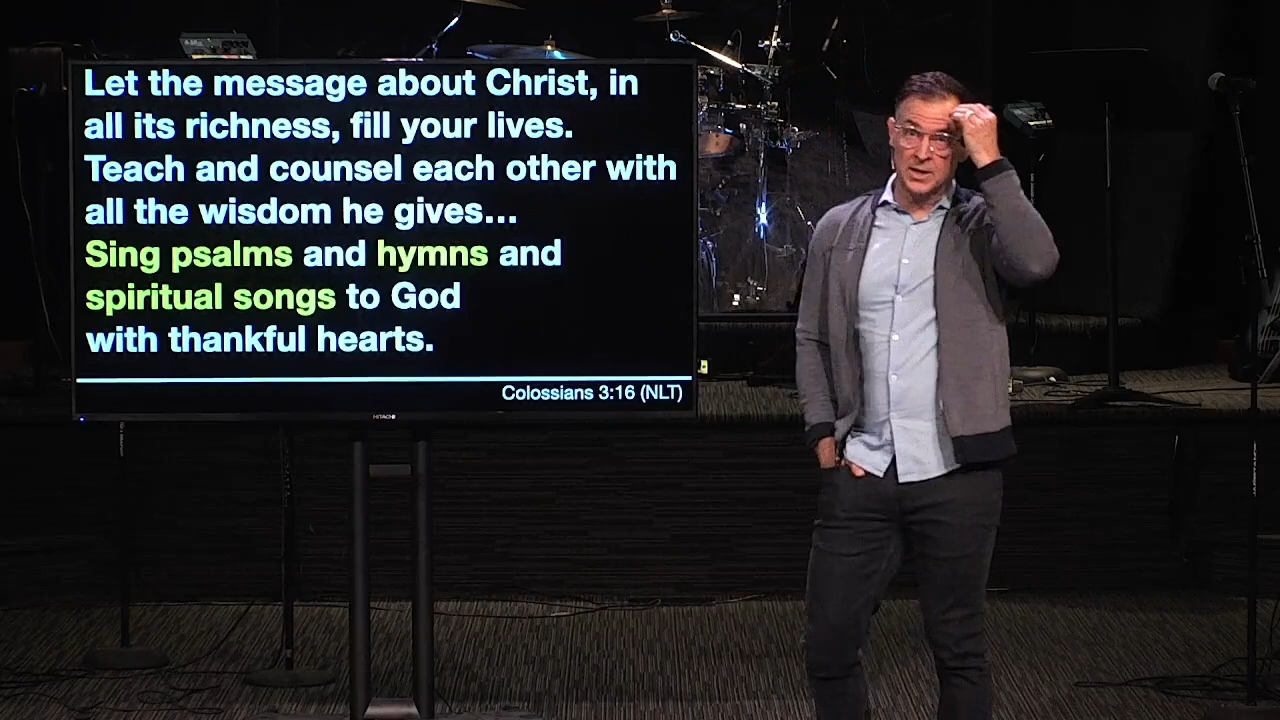 Let the message about Christ, in
all its richness, fill your lives.
Teach and counsel each other with
all the wisdom he gives...
Sing psalms and hymns and
spiritual songs to God
with thankful hearts.
Colossians 3:16 (NLT)
HITACHI